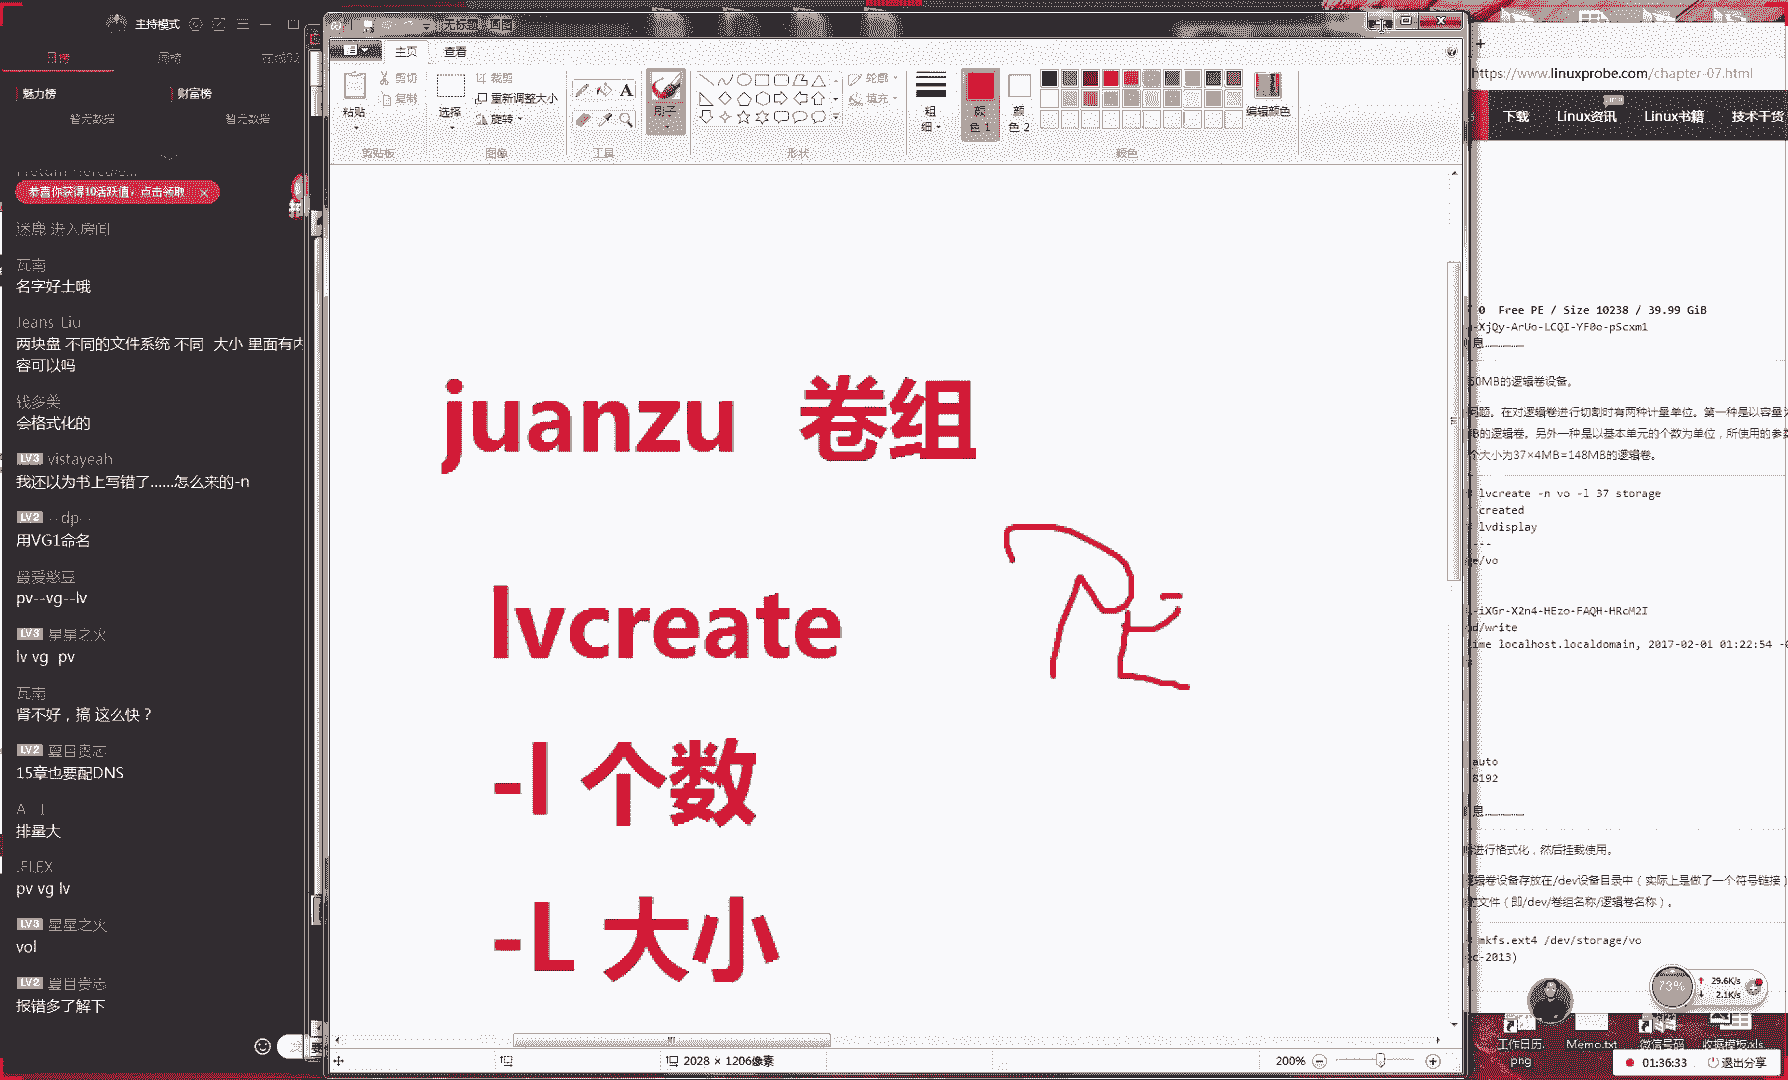 主持模式
日榜 周榜 在线92
魅力榜 财富榜
暂无数据 暂无数据
恭喜你获得10活跃值，点击领取
迷鹿 进入房间
瓦南
名字好土哦
Jeans Liu
两块盘 不同的文件系统 不同 大小 里面有内
容可以吗
钱多美
会格式化的
LV3 vistayeah
我还以为书上写错了......怎么来的-n
LV2 --dp--
用VG1命名
最爱憨豆
pv--vg--lv
LV3 星星之火
lv vg pv
瓦南
肾不好，搞 这么快？
LV2 夏目贵志
15章也要配DNS
排量大
.FLEX
pv vg lv
LV3 星星之火
vol
LV2 夏目贵志
报错多了解下
无标题 - 画图
主页 查看
粘贴 剪切 复制
剪贴板
选择 裁剪 重新调整大小 旋转
图像
A
工具
刷子
轮廓 填充
形状
粗细
颜色 1
颜色 2
编辑颜色
颜色
juanzu 卷组
lvcreate
-l 个数
-L 大小
2028 × 1206像素
200%
https://www.linuxprobe.com/chapter-07.html
下载 Linux资讯 Linux书籍 技术干货
0 Free PE / Size 10238 / 39.99 GiB
-XjQy-ArUo-LCQI-YF0o-pScxm1
息…………
50MB的逻辑卷设备。
问题。在对逻辑卷进行切割时有两种计量单位。第一种是以容量为
B的逻辑卷。另外一种是以基本单元的个数为单位，所使用的参数
个大小为37×4MB=148MB的逻辑卷。
# lvcreate -n vo -l 37 storage
created
# lvdisplay
---
ge/vo
-iXGr-X2n4-HEzo-FAQH-HRoM2I
ad/write
time localhost.localdomain, 2017-02-01 01:22:54 -0
auto
8192
息…………
进行格式化，然后挂载使用。
逻辑卷设备存放在/dev设备目录中（实际上是做了一个符号链接）
文件（即/dev/卷组名称/逻辑卷名称）。
# mkfs.ext4 /dev/storage/vo
ec-2013)
73% 29.6K/s
2.1K/s
工作日历.png Memo.txt 微信号码 收据模板.xls
01:36:33 退出分享